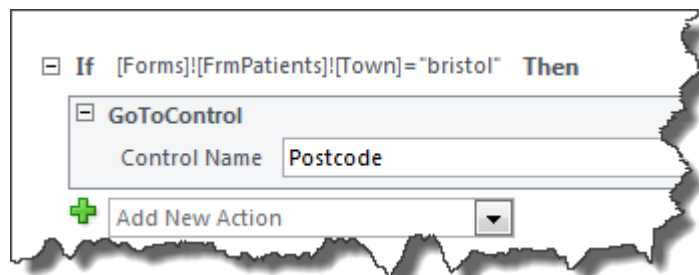 If [Forms]![FrmPatients]![Town]="bristol" Then
GoToControl
Control Name Postcode
Add New Action